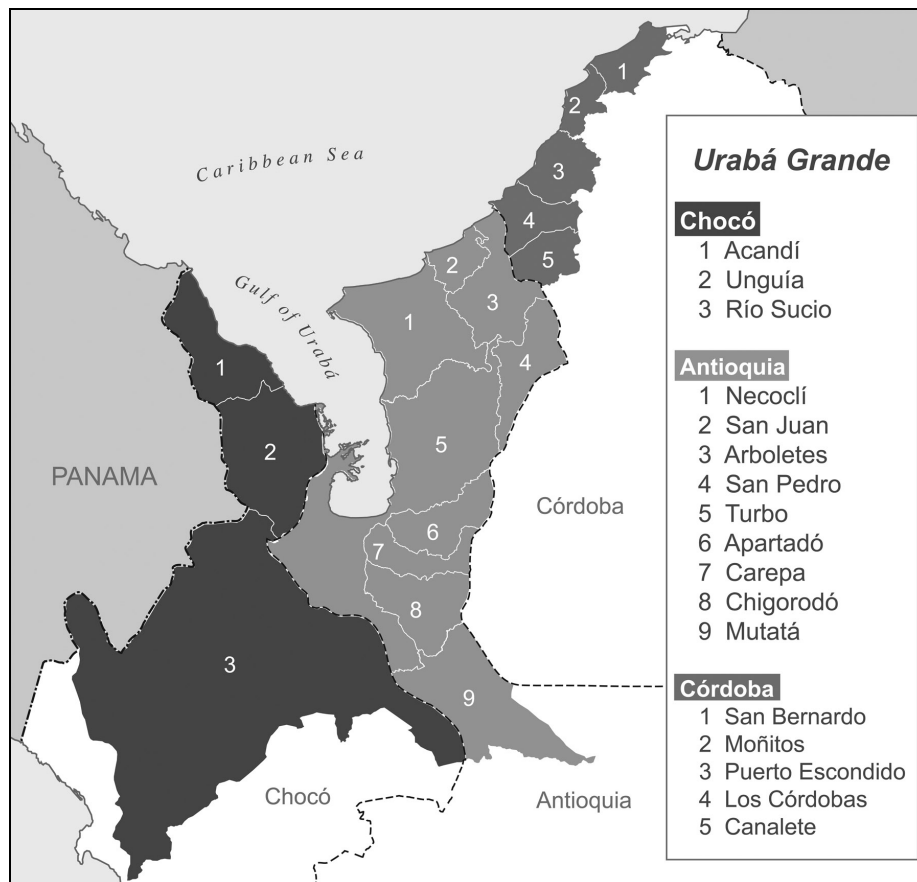 Caribbean Sea
Gulf of Urabá
PANAMA
Córdoba
Chocó
Antioquia
1
2
3
4
5
1
2
3
4
5
6
7
8
9
1
2
3
Urabá Grande
Chocó
1 Acandí
2 Unguía
3 Río Sucio
Antioquia
1 Necoclí
2 San Juan
3 Arboletes
4 San Pedro
5 Turbo
6 Apartadó
7 Carepa
8 Chigorodó
9 Mutatá
Córdoba
1 San Bernardo
2 Moñitos
3 Puerto Escondido
4 Los Córdobas
5 Canalete